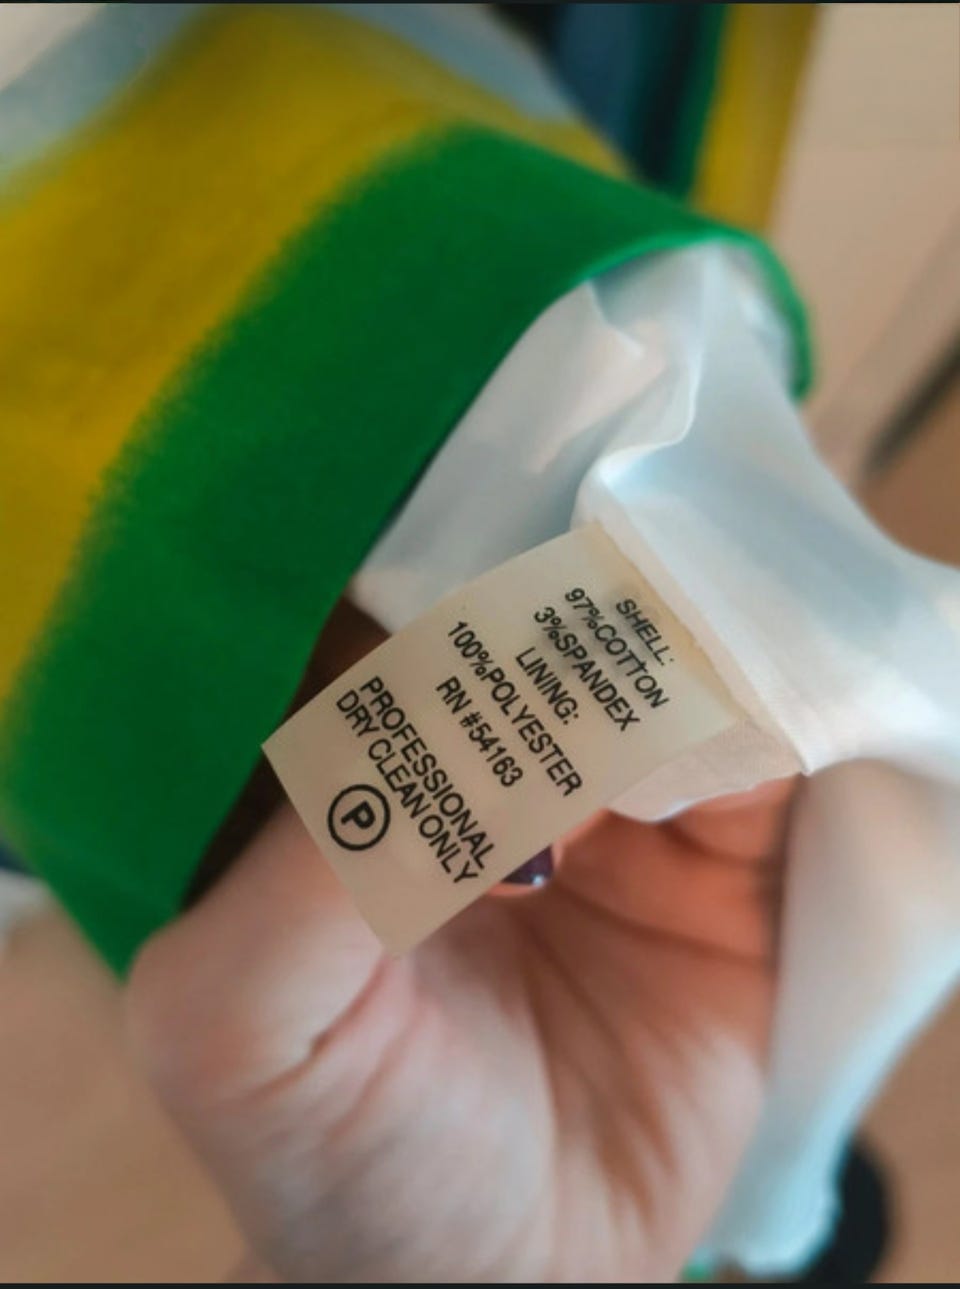 SHELL:
97%COTTON
3%SPANDEX
LINING:
100%POLYESTER
RN #54163
PROFESSIONAL
DRY CLEAN ONLY
P